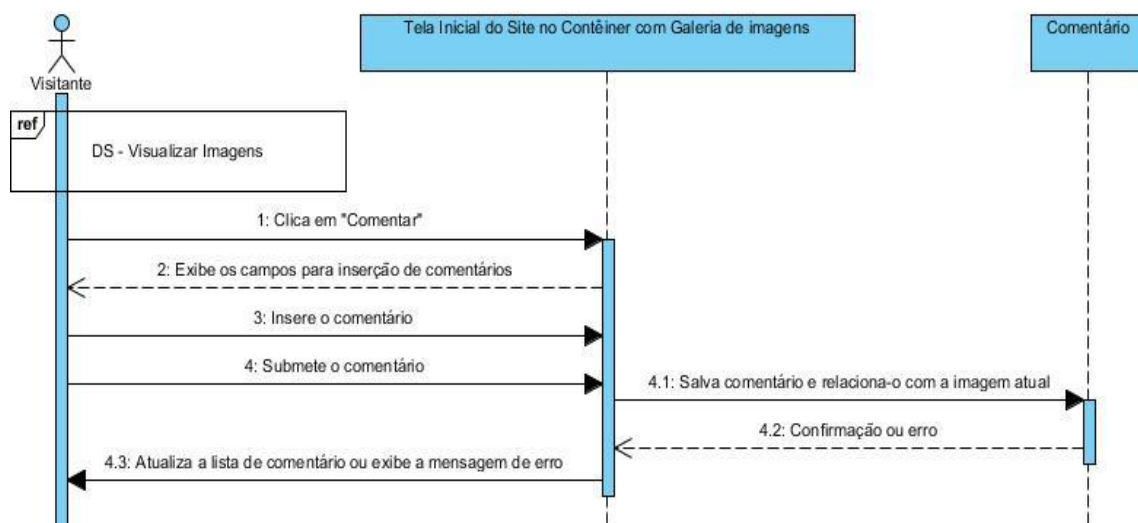 Tela Inicial do Site no Contêiner com Galeria de imagens
Comentário
Visitante
ref
DS - Visualizar Imagens
1: Clica em "Comentar"
2: Exibe os campos para inserção de comentários
3: Insere o comentário
4: Submete o comentário
4.1: Salva comentário e relaciona-o com a imagem atual
4.2: Confirmação ou erro
4.3: Atualiza a lista de comentário ou exibe a mensagem de erro